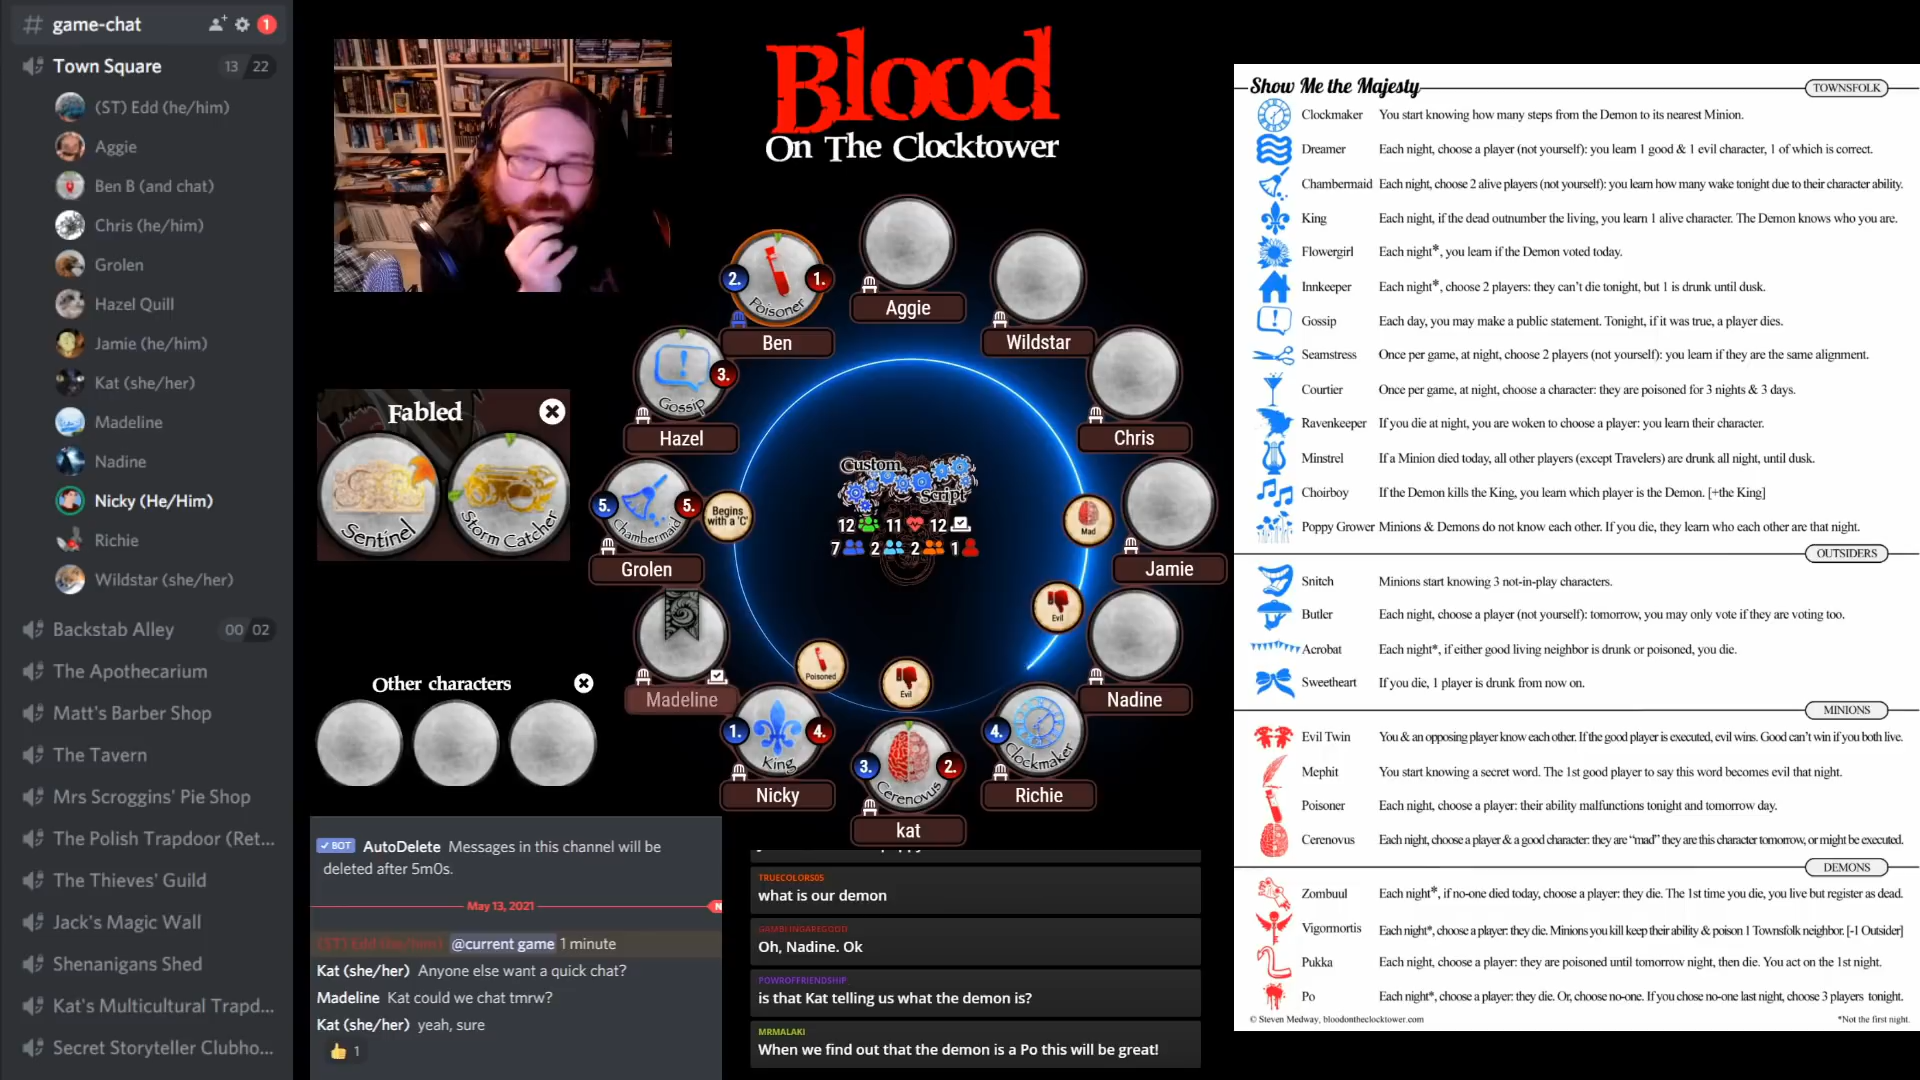 game-chat
1
Town Square 13 22
(ST) Edd (he/him)
Aggie
Ben B (and chat)
Chris (he/him)
Grolen
Hazel Quill
Jamie (he/him)
Kat (she/her)
Madeline
Nadine
Nicky (He/Him)
Richie
Wildstar (she/her)
Backstab Alley 00 02
The Apothecarium
Matt's Barber Shop
The Tavern
Mrs Scroggins' Pie Shop
The Polish Trapdoor (Ret...
The Thieves' Guild
Jack's Magic Wall
Shenanigans Shed
Kat's Multicultural Trapd...
Secret Storyteller Clubho...
Blood
On The Clocktower
Fabled
Sentinel
Storm Catcher
Other characters
2. Poisoner 1.
Ben
Aggie
Wildstar
Gossip 3.
Hazel
Chris
5. Chambermaid 5.
Begins with a 'C'
Grolen
Mad
Jamie
Evil
Nadine
Madeline
Poisoned
1. King 4.
Nicky
Evil
3. Cerenovus 2.
kat
4. Clockmaker
Richie
Custom
Script
12 11 12
7 2 2 1
BOT AutoDelete Messages in this channel will be
deleted after 5m0s.
May 13, 2021
N
(ST) Edd (he/him) @current game 1 minute
Kat (she/her) Anyone else want a quick chat?
Madeline Kat could we chat tmrw?
Kat (she/her) yeah, sure
1
TRUECOLORS05
what is our demon
GAMBLINGAREGOOD
Oh, Nadine. Ok
POWROFFRIENDSHIP
is that Kat telling us what the demon is?
MRMALAKI
When we find out that the demon is a Po this will be great!
Show Me the Majesty
TOWNSFOLK
Clockmaker You start knowing how many steps from the Demon to its nearest Minion.
Dreamer Each night, choose a player (not yourself): you learn 1 good & 1 evil character, 1 of which is correct.
Chambermaid Each night, choose 2 alive players (not yourself): you learn how many wake tonight due to their character ability.
King Each night, if the dead outnumber the living, you learn 1 alive character. The Demon knows who you are.
Flowergirl Each night*, you learn if the Demon voted today.
Innkeeper Each night*, choose 2 players: they can't die tonight, but 1 is drunk until dusk.
Gossip Each day, you may make a public statement. Tonight, if it was true, a player dies.
Seamstress Once per game, at night, choose 2 players (not yourself): you learn if they are the same alignment.
Courtier Once per game, at night, choose a character: they are poisoned for 3 nights & 3 days.
Ravenkeeper If you die at night, you are woken to choose a player: you learn their character.
Minstrel If a Minion died today, all other players (except Travelers) are drunk all night, until dusk.
Choirboy If the Demon kills the King, you learn which player is the Demon. [+the King]
Poppy Grower Minions & Demons do not know each other. If you die, they learn who each other are that night.
OUTSIDERS
Snitch Minions start knowing 3 not-in-play characters.
Butler Each night, choose a player (not yourself): tomorrow, you may only vote if they are voting too.
Acrobat Each night*, if either good living neighbor is drunk or poisoned, you die.
Sweetheart If you die, 1 player is drunk from now on.
MINIONS
Evil Twin You & an opposing player know each other. If the good player is executed, evil wins. Good can't win if you both live.
Mephit You start knowing a secret word. The 1st good player to say this word becomes evil that night.
Poisoner Each night, choose a player: their ability malfunctions tonight and tomorrow day.
Cerenovus Each night, choose a player & a good character: they are "mad" they are this character tomorrow, or might be executed.
DEMONS
Zombuul Each night*, if no-one died today, choose a player: they die. The 1st time you die, you live but register as dead.
Vigormortis Each night*, choose a player: they die. Minions you kill keep their ability & poison 1 Townsfolk neighbor. [-1 Outsider]
Pukka Each night, choose a player: they are poisoned until tomorrow night, then die. You act on the 1st night.
Po Each night*, choose a player: they die. Or, choose no-one. If you chose no-one last night, choose 3 players tonight.
© Steven Medway, bloodontheclocktower.com
*Not the first night.